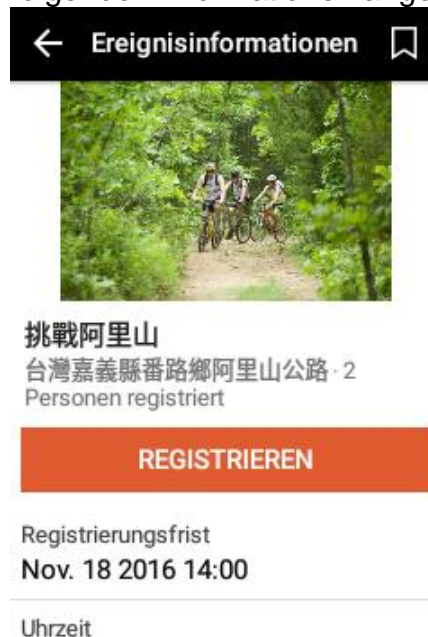 Ereignisinformationen
挑戰阿里山
台灣嘉義縣番路鄉阿里山公路 · 2
Personen registriert
REGISTRIEREN
Registrierungsfrist
Nov. 18 2016 14:00
Uhrzeit